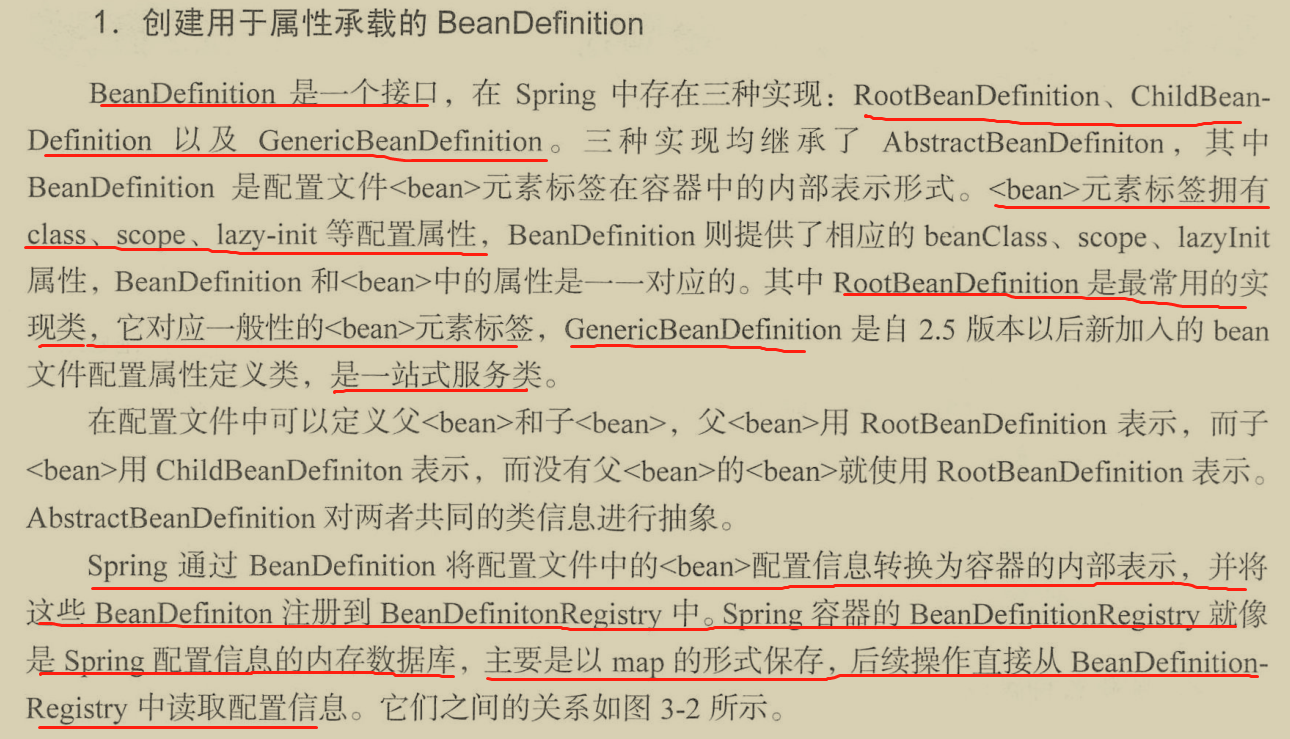 1. 创建用于属性承载的 BeanDefinition
BeanDefinition 是一个接口，在 Spring 中存在三种实现：RootBeanDefinition、ChildBean-
Definition 以及 GenericBeanDefinition。三种实现均继承了 AbstractBeanDefiniton，其中
BeanDefinition 是配置文件<bean>元素标签在容器中的内部表示形式。<bean>元素标签拥有
class、scope、lazy-init 等配置属性，BeanDefinition 则提供了相应的 beanClass、scope、lazyInit
属性，BeanDefinition 和<bean>中的属性是一一对应的。其中 RootBeanDefinition 是最常用的实
现类，它对应一般性的<bean>元素标签，GenericBeanDefinition 是自 2.5 版本以后新加入的 bean
文件配置属性定义类，是一站式服务类。
在配置文件中可以定义父<bean>和子<bean>，父<bean>用 RootBeanDefinition 表示，而子
<bean>用 ChildBeanDefiniton 表示，而没有父<bean>的<bean>就使用 RootBeanDefinition 表示。
AbstractBeanDefinition 对两者共同的类信息进行抽象。
Spring 通过 BeanDefinition 将配置文件中的<bean>配置信息转换为容器的内部表示，并将
这些 BeanDefiniton 注册到 BeanDefinitonRegistry 中。Spring 容器的 BeanDefinitionRegistry 就像
是 Spring 配置信息的内存数据库，主要是以 map 的形式保存，后续操作直接从 BeanDefinition-
Registry 中读取配置信息。它们之间的关系如图 3-2 所示。